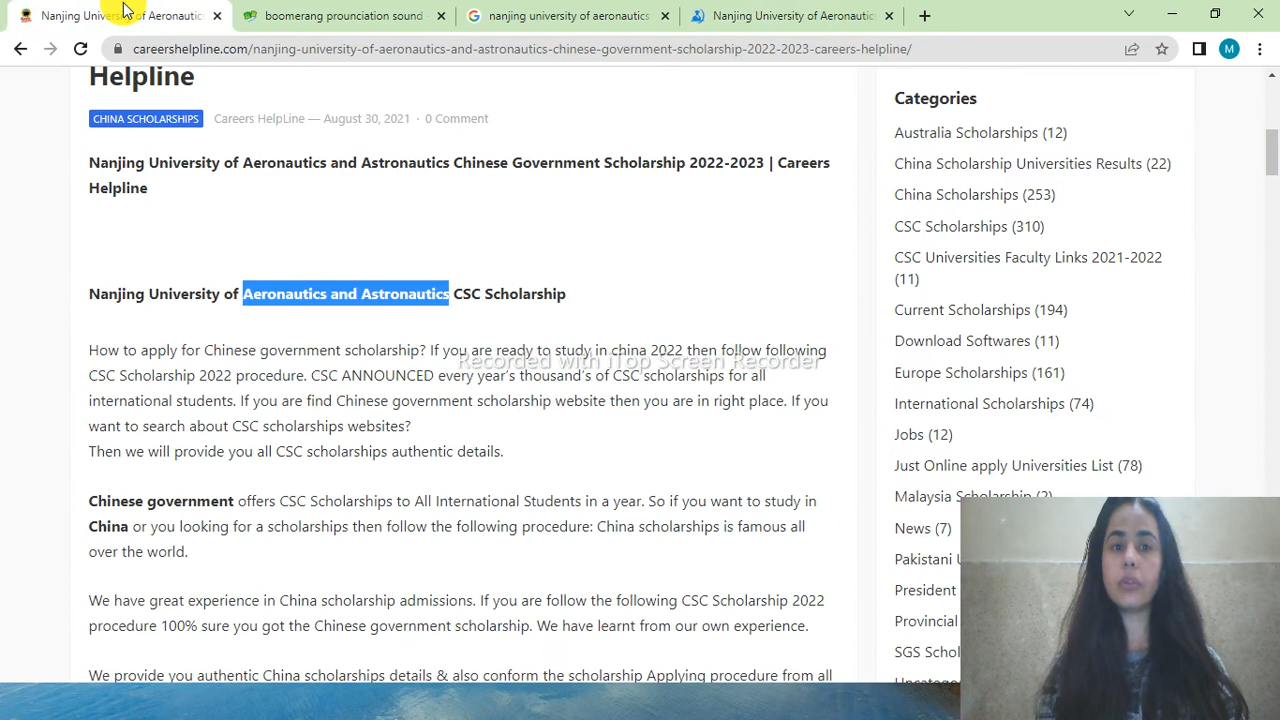 Nanjing University of Aeronautic
boomerang prounciation sound -
nanjing university of aeronautics
Nanjing University of Aeronautic
careershelpline.com/nanjing-university-of-aeronautics-and-astronautics-chinese-government-scholarship-2022-2023-careers-helpline/
M
Helpline
CHINA SCHOLARSHIPS Careers HelpLine — August 30, 2021 · 0 Comment
Nanjing University of Aeronautics and Astronautics Chinese Government Scholarship 2022-2023 | Careers
Helpline
Nanjing University of Aeronautics and Astronautics CSC Scholarship
How to apply for Chinese government scholarship? If you are ready to study in china 2022 then follow following
CSC Scholarship 2022 procedure. CSC ANNOUNCED every year's thousand's of CSC scholarships for all
international students. If you are find Chinese government scholarship website then you are in right place. If you
want to search about CSC scholarships websites?
Then we will provide you all CSC scholarships authentic details.
Chinese government offers CSC Scholarships to All International Students in a year. So if you want to study in
China or you looking for a scholarships then follow the following procedure: China scholarships is famous all
over the world.
We have great experience in China scholarship admissions. If you are follow the following CSC Scholarship 2022
procedure 100% sure you got the Chinese government scholarship. We have learnt from our own experience.
We provide you authentic China scholarships details & also conform the scholarship Applying procedure from all
Recorded with iTop Screen Recorder
Categories
Australia Scholarships (12)
China Scholarship Universities Results (22)
China Scholarships (253)
CSC Scholarships (310)
CSC Universities Faculty Links 2021-2022
(11)
Current Scholarships (194)
Download Softwares (11)
Europe Scholarships (161)
International Scholarships (74)
Jobs (12)
Just Online apply Universities List (78)
Malaysia Scholarship (2)
News (7)
Pakistani U
President
Provincial
SGS Schol